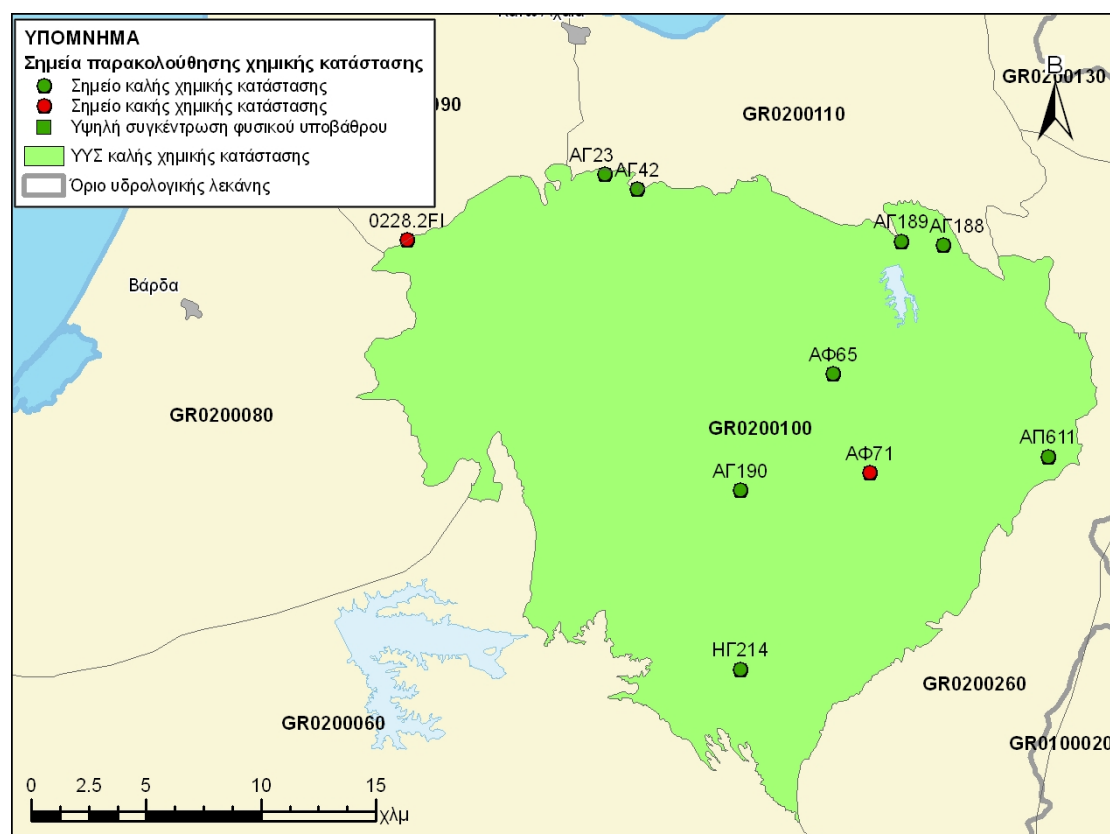 ΥΠΟΜΝΗΜΑ
Σημεία παρακολούθησης χημικής κατάστασης
Σημείο καλής χημικής κατάστασης
Σημείο κακής χημικής κατάστασης
Υψηλή συγκέντρωση φυσικού υποβάθρου
ΥΥΣ καλής χημικής κατάστασης
Όριο υδρολογικής λεκάνης
Β
GR0200130
GR0200110
ΑΓ23
ΑΓ42
0228.2FI
ΑΓ189
ΑΓ188
Βάρδα
ΑΦ65
GR0200080
GR0200100
ΑΠ611
ΑΦ71
ΑΓ190
ΗΓ214
GR0200260
GR0200060
GR0100020
0 2.5 5 10 15
χλμ